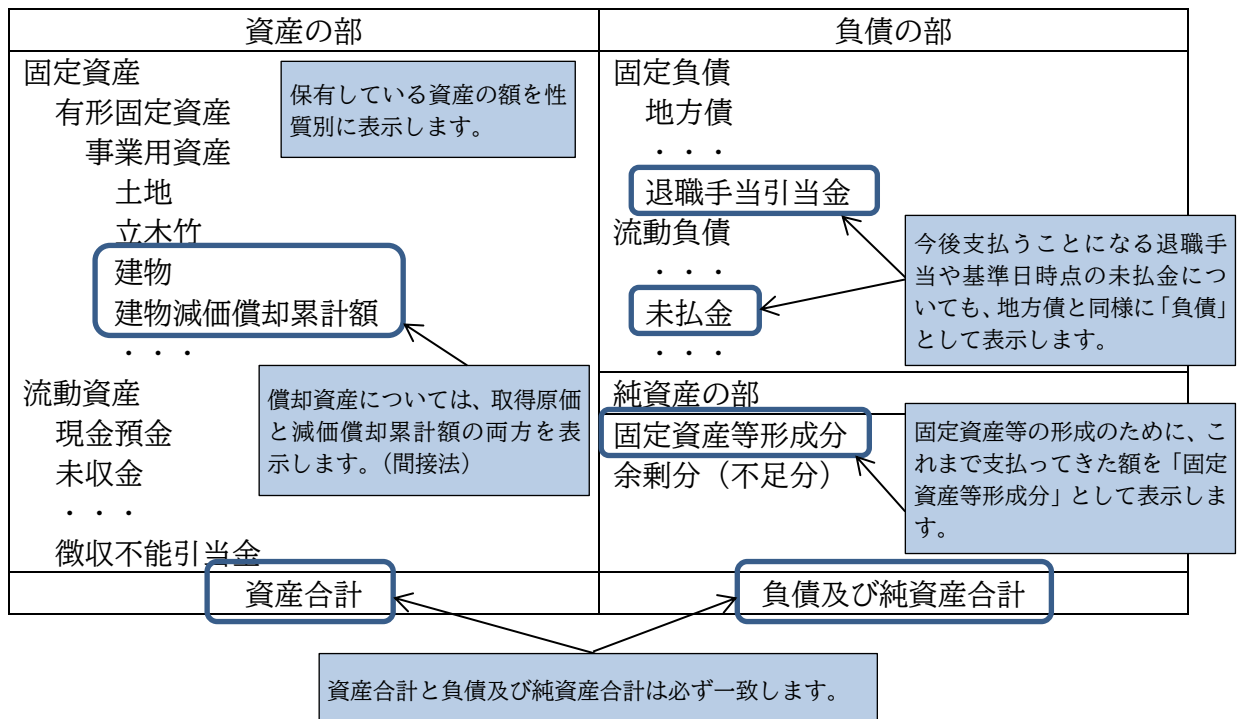 資産の部
固定資産
有形固定資産
事業用資産
土地
立木竹
建物
建物減価償却累計額
・・・
流動資産
現金預金
未収金
・・・
徴収不能引当金
資産合計
保有している資産の額を性
質別に表示します。
償却資産については、取得原価
と減価償却累計額の両方を表
示します。（間接法）
負債の部
固定負債
地方債
・・・
退職手当引当金
流動負債
・・・
未払金
・・・
今後支払うことになる退職手
当や基準日時点の未払金につ
いても、地方債と同様に「負債」
として表示します。
純資産の部
固定資産等形成分
余剰分（不足分）
固定資産等の形成のために、こ
れまで支払ってきた額を「固定
資産等形成分」として表示しま
す。
負債及び純資産合計
資産合計と負債及び純資産合計は必ず一致します。